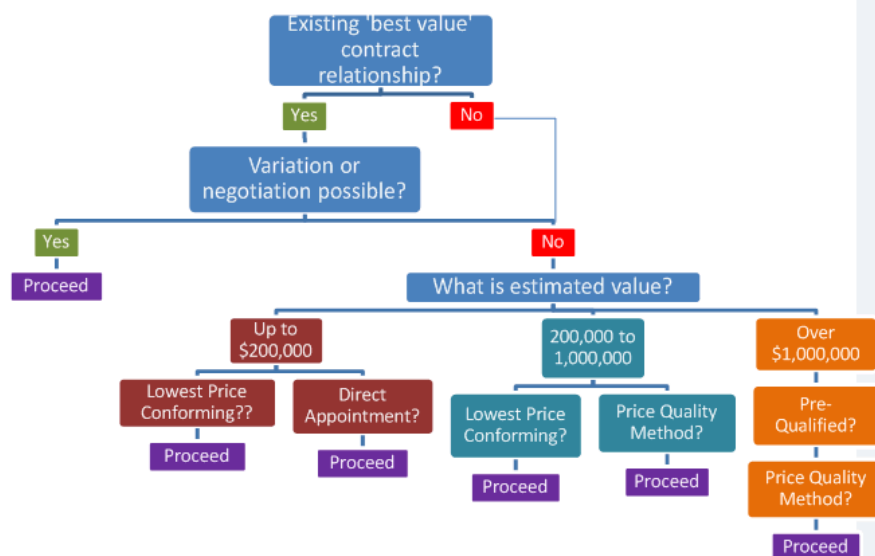 Existing 'best value'
contract
relationship?
Yes
No
Variation or
negotiation possible?
Yes
No
Proceed
What is estimated value?
Up to
$200,000
200,000 to
1,000,000
Over
$1,000,000
Lowest Price
Conforming??
Direct
Appointment?
Lowest Price
Conforming?
Price Quality
Method?
Pre-
Qualified?
Proceed
Proceed
Proceed
Proceed
Price Quality
Method?
Proceed